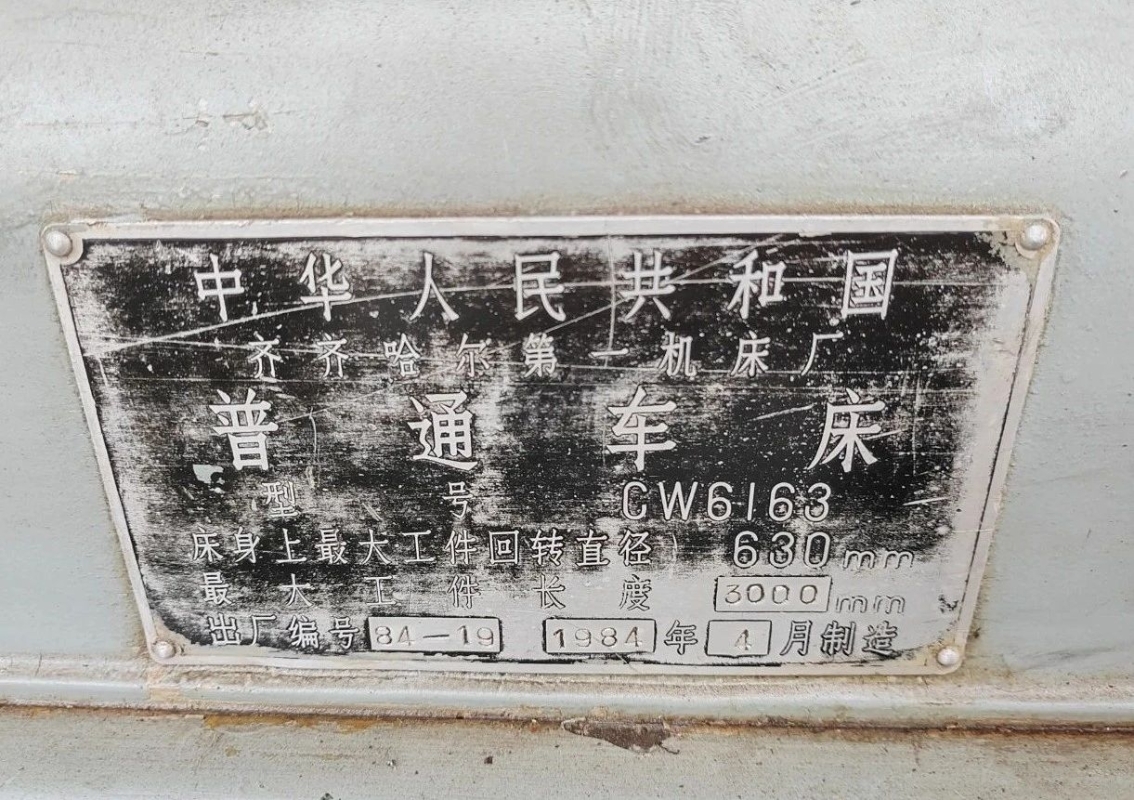 中华人民共和国
齐齐哈尔第一机床厂
普通车床
型号 CW6163
床身上最大工件回转直径 630mm
最大工件长度 3000mm
出厂编号 84-19 1984年4月制造